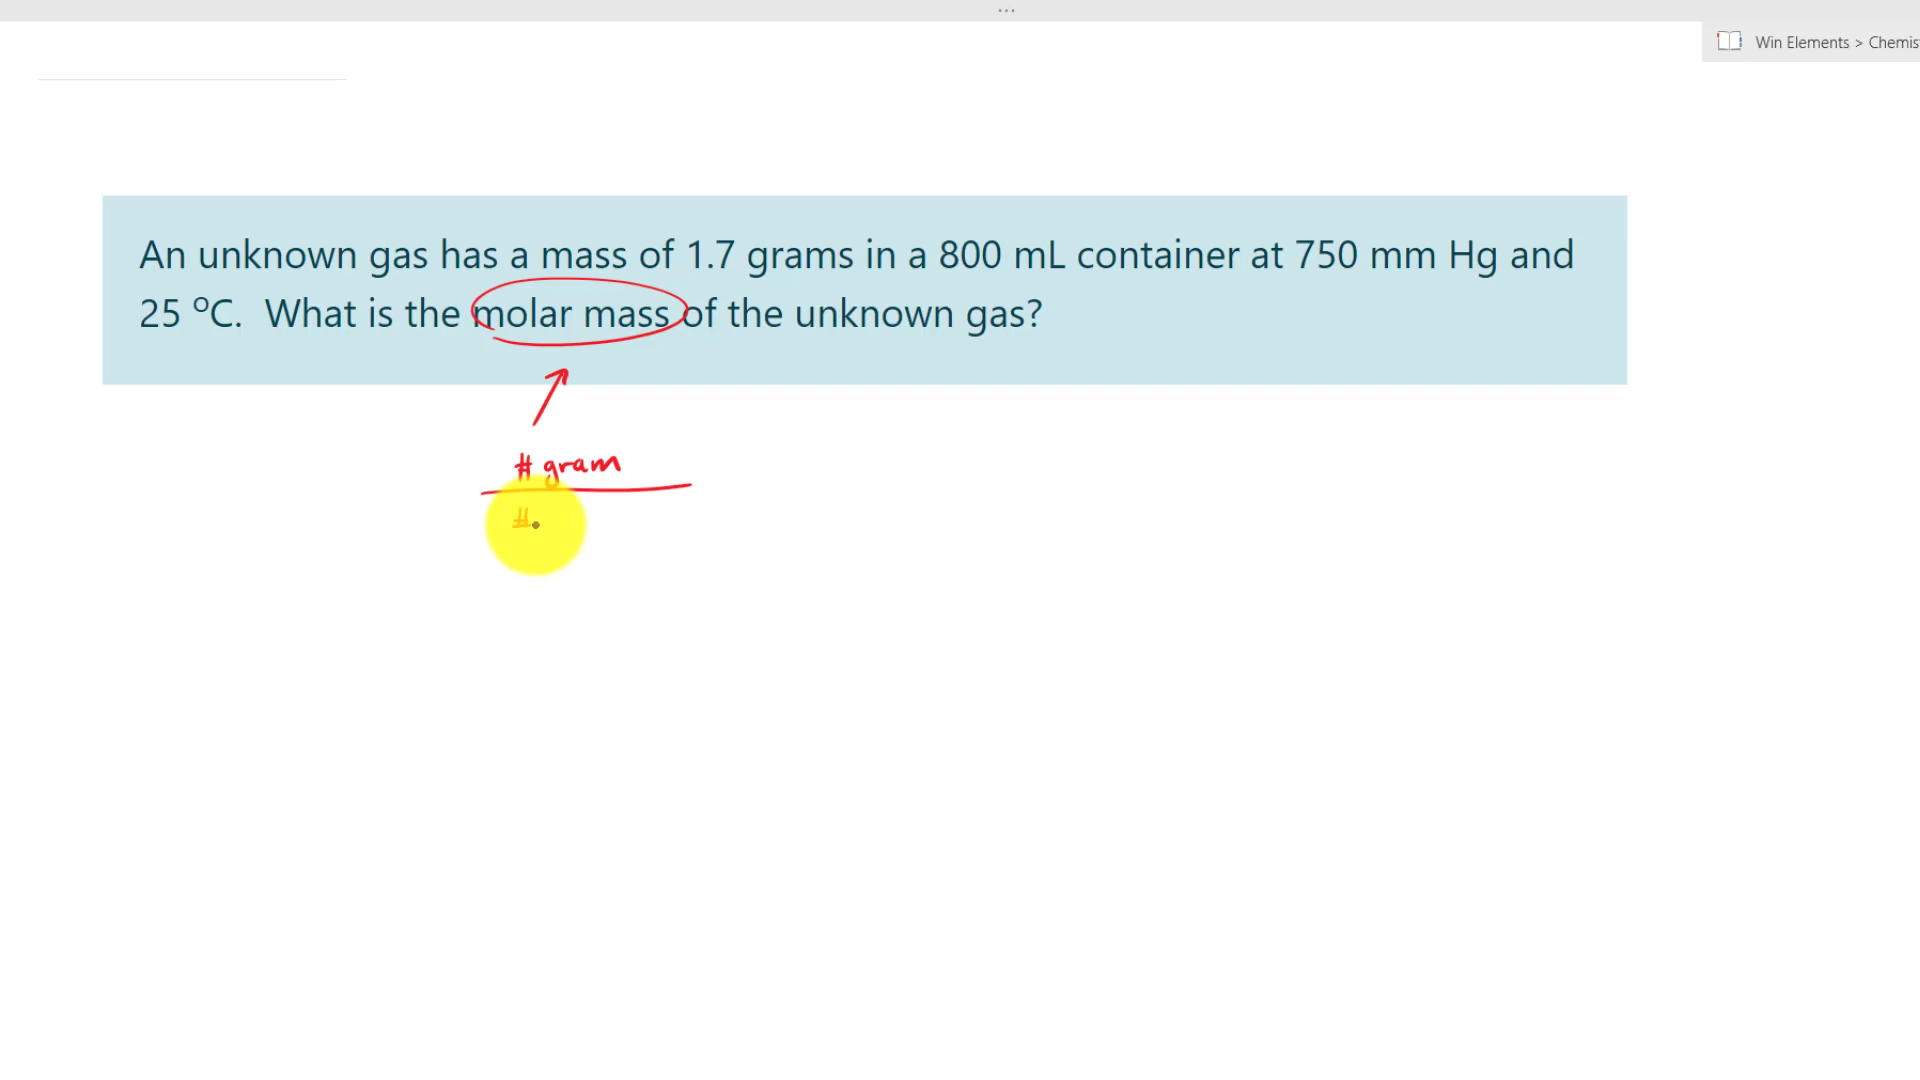 ...
Win Elements > Chemis
An unknown gas has a mass of 1.7 grams in a 800 mL container at 750 mm Hg and
25 °C. What is the molar mass of the unknown gas?
# gram
#